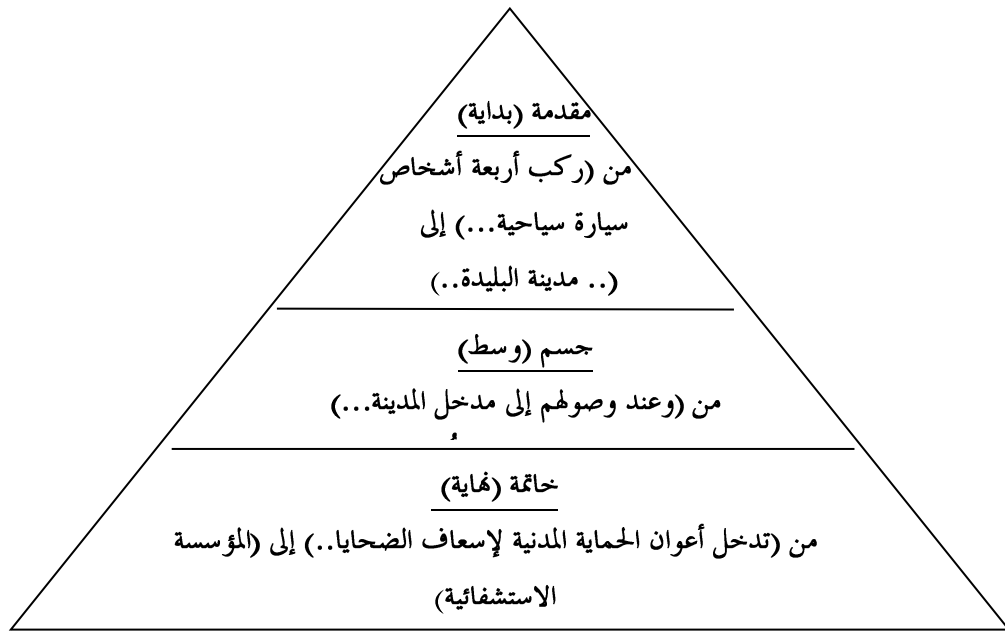 مقدمة (بداية)
من (ركب أربعة أشخاص
سيارة سياحية...) إلى
(.. مدينة البليدة..)
جسم (وسط)
من (وعند وصولهم إلى مدخل المدينة...)
خاتمة (نهاية)
من (تدخل أعوان الحماية المدنية لإسعاف الضحايا..) إلى (المؤسسة
الاستشفائية)